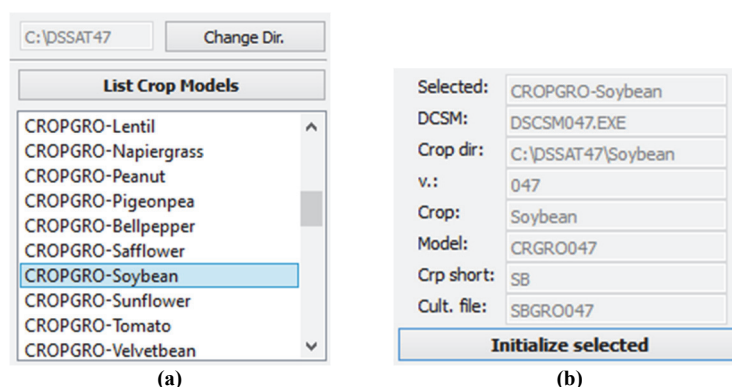 C:\DSSAT47 Change Dir.
List Crop Models
CROPGRO-Lentil
CROPGRO-Napiergrass
CROPGRO-Peanut
CROPGRO-Pigeonpea
CROPGRO-Bellpepper
CROPGRO-Safflower
CROPGRO-Soybean
CROPGRO-Sunflower
CROPGRO-Tomato
CROPGRO-Velvetbean
(a)
Selected: CROPGRO-Soybean
DCSM: DSCSM047.EXE
Crop dir: C:\DSSAT47\Soybean
v.: 047
Crop: Soybean
Model: CRGRO047
Crp short: SB
Cult. file: SBGRO047
Initialize selected
(b)